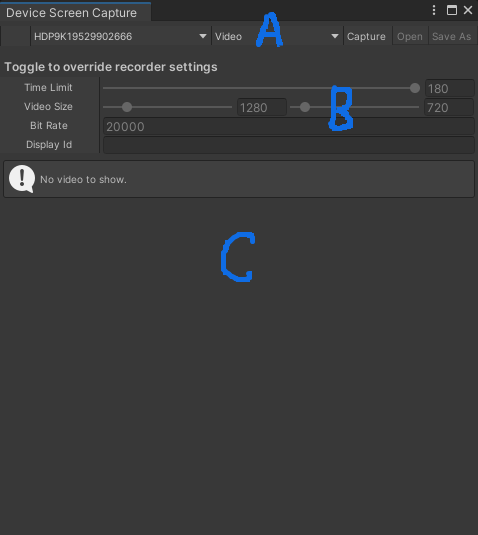 Device Screen Capture
HDP9K19529902666 Video A Capture Open Save As
Toggle to override recorder settings
Time Limit 180
Video Size 1280 720
B
Bit Rate 20000
Display Id
No video to show.
C